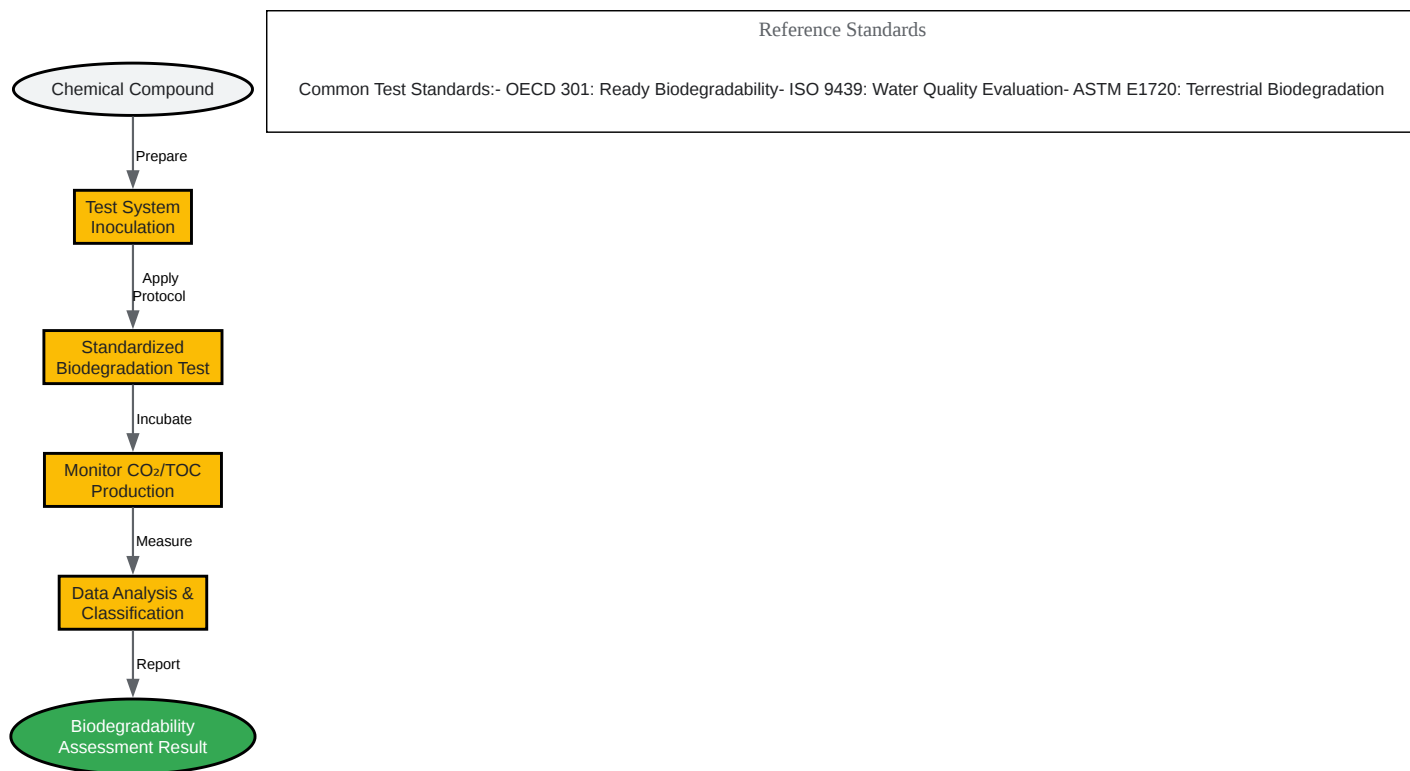 Reference Standards
Chemical Compound
Common Test Standards:- OECD 301: Ready Biodegradability- ISO 9439: Water Quality Evaluation- ASTM E1720: Terrestrial Biodegradation
Prepare
Test System
Inoculation
Apply
Protocol
Standardized
Biodegradation Test
Incubate
Monitor CO₂/TOC
Production
Measure
Data Analysis &
Classification
Report
Biodegradability
Assessment Result